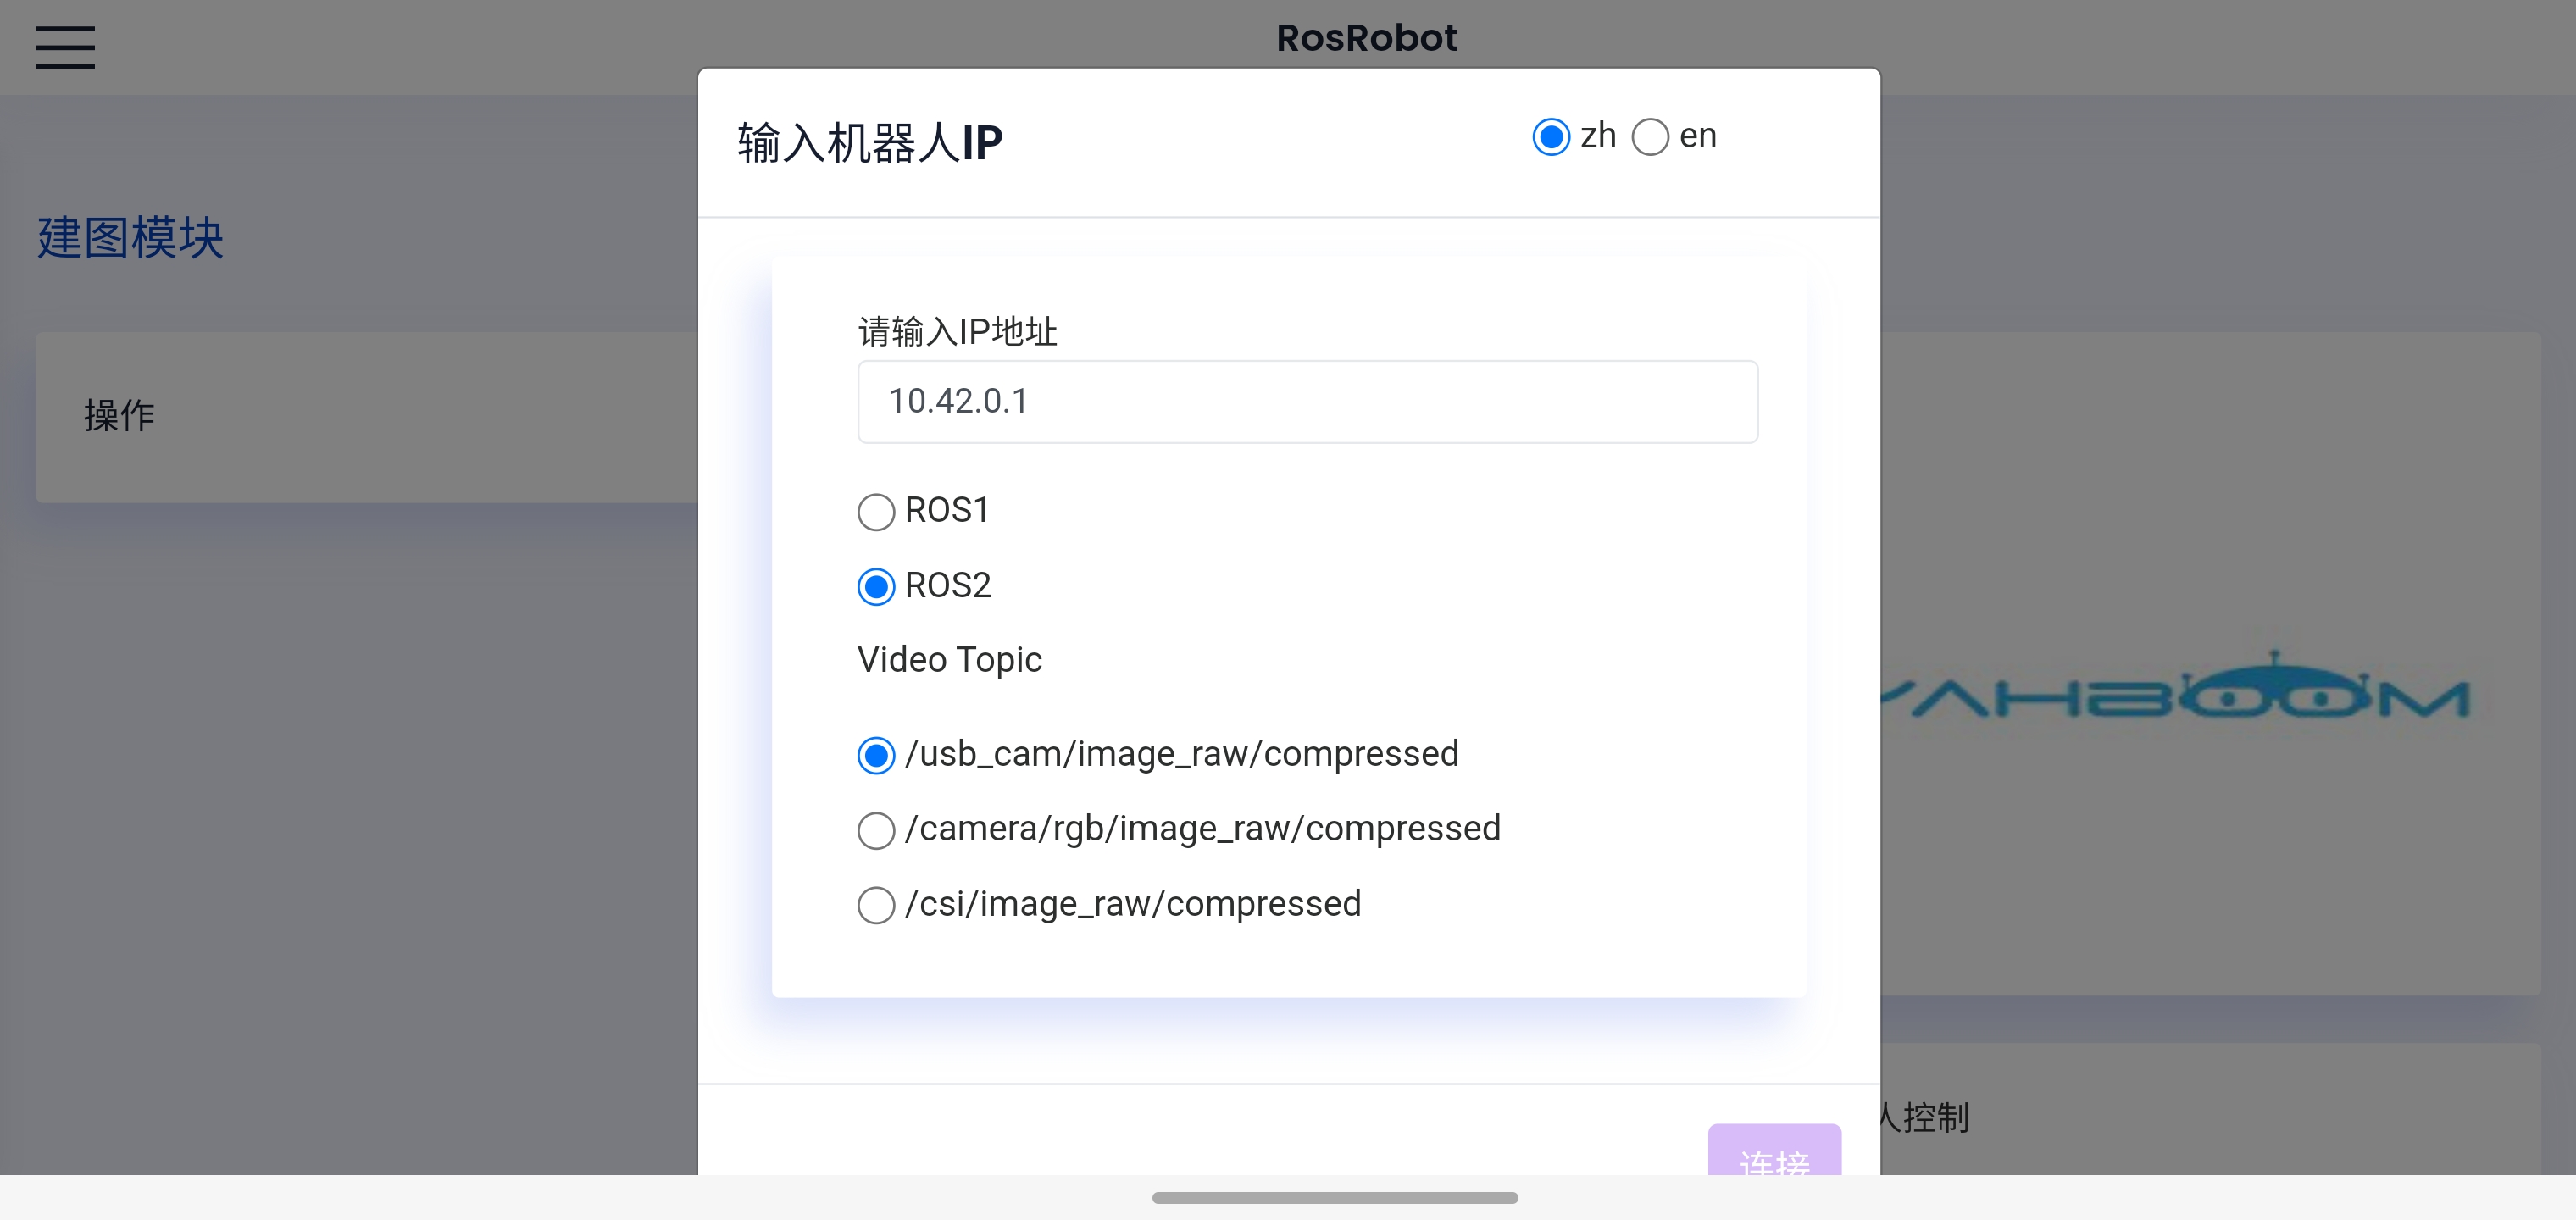 RosRobot
输入机器人IP
zh en
建图模块
请输入IP地址
10.42.0.1
操作
ROS1
ROS2
Video Topic
YAHBOOM
/usb_cam/image_raw/compressed
/camera/rgb/image_raw/compressed
/csi/image_raw/compressed
人控制
连接